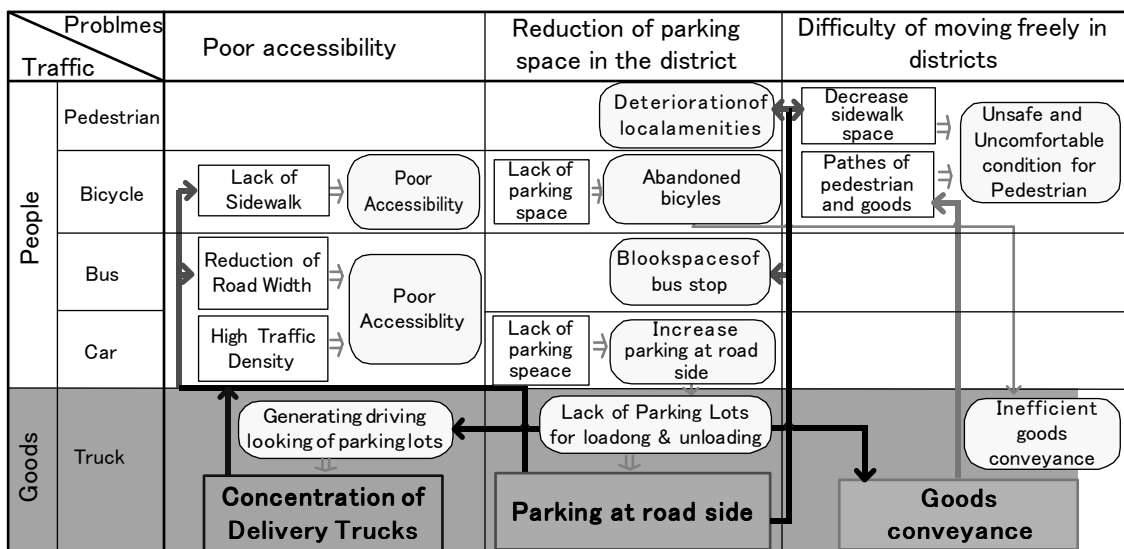 Problmes
Traffic
Poor accessibility
Reduction of parking
space in the district
Difficulty of moving freely in
districts
People
Pedestrian
Deteriorationof
localamenities
Decrease
sidewalk
space
Unsafe and
Uncomfortable
condition for
Pedestrian
Bicycle
Lack of
Sidewalk
Poor
Accessibility
Lack of
parking
space
Abandoned
bicyles
Pathes of
pedestrian
and goods
Bus
Reduction of
Road Width
Poor
Accessiblity
Blookspacesof
bus stop
Car
High Traffic
Density
Lack of
parking
speace
Increase
parking at road
side
Goods
Truck
Generating driving
looking of parking lots
Lack of Parking Lots
for loadong & unloading
Inefficient
goods
conveyance
Concentration of
Delivery Trucks
Parking at road side
Goods
conveyance